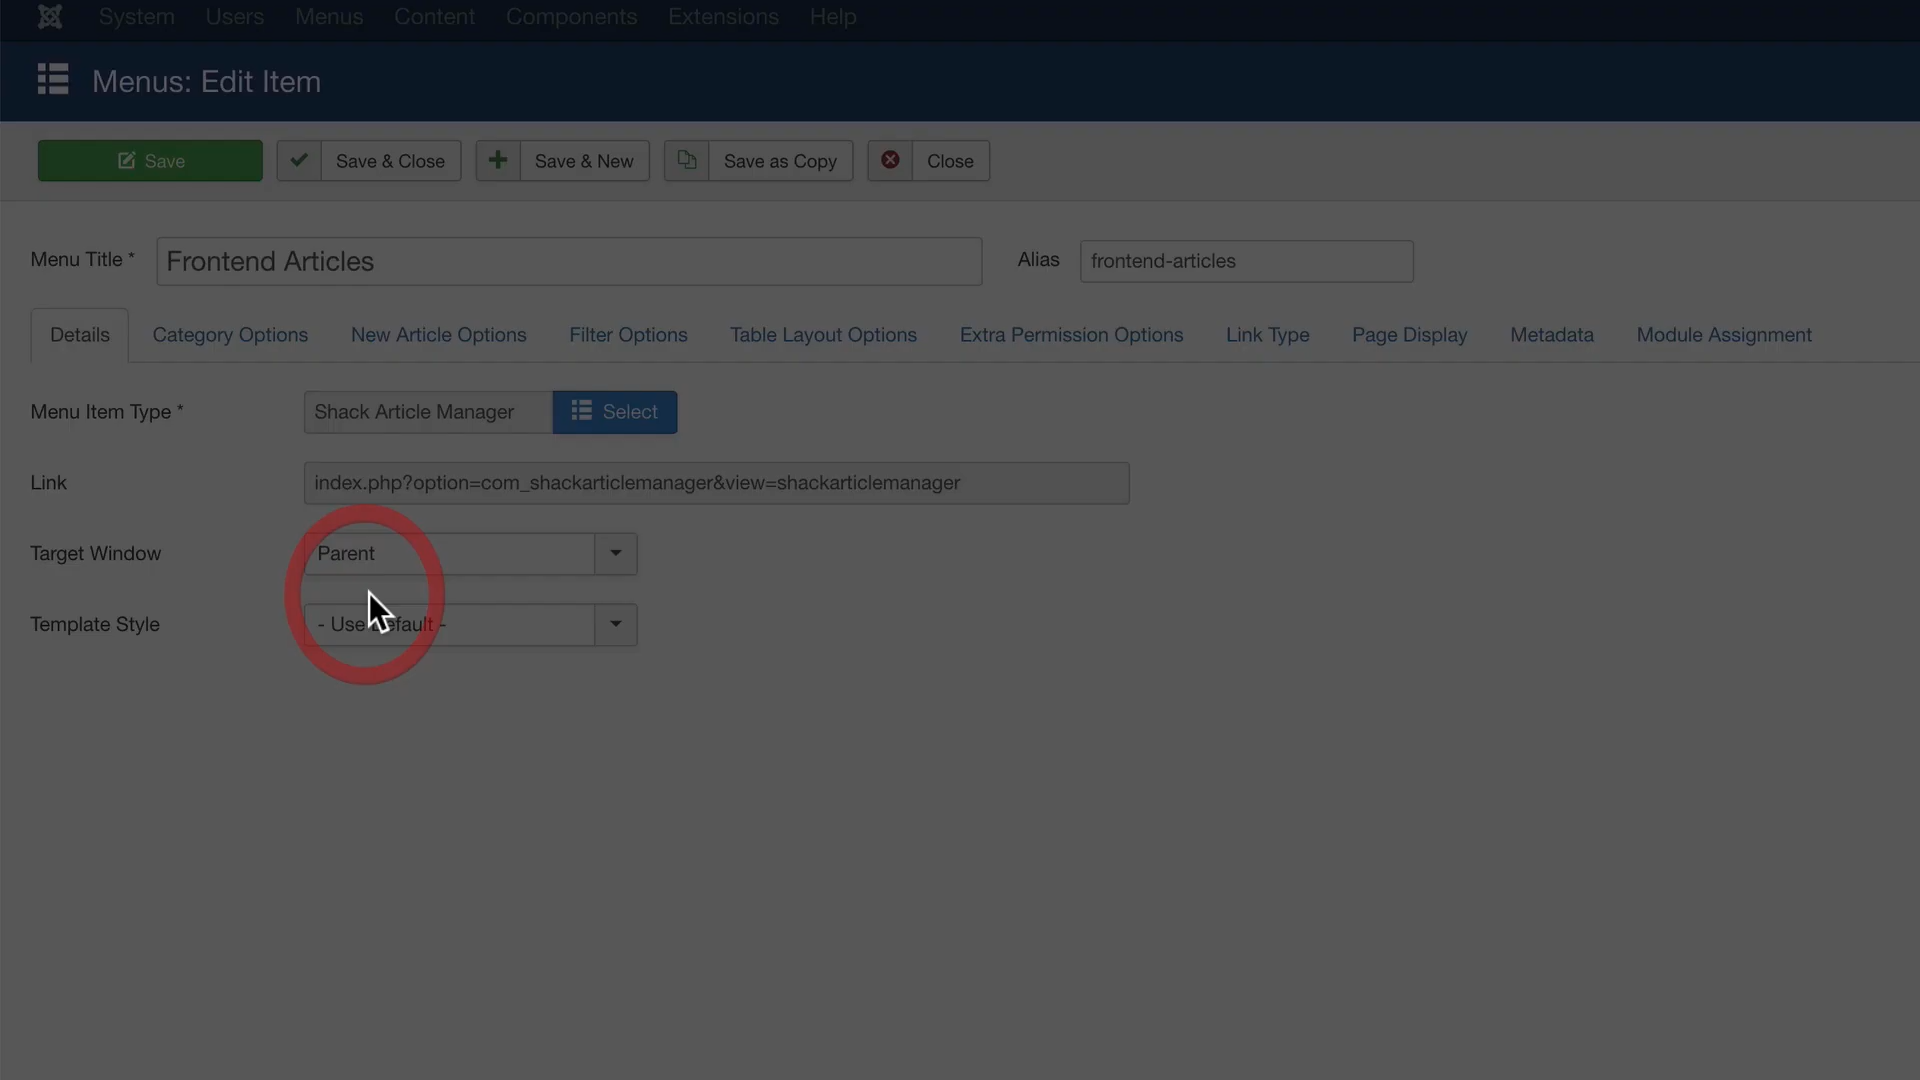 System Users Menus Content Components Extensions Help
Menus: Edit Item
Save Save & Close Save & New Save as Copy Close
Menu Title * Frontend Articles Alias frontend-articles
Details Category Options New Article Options Filter Options Table Layout Options Extra Permission Options Link Type Page Display Metadata Module Assignment
Menu Item Type * Shack Article Manager Select
Link index.php?option=com_shackarticlemanager&view=shackarticlemanager
Target Window Parent
Template Style - Use Default -